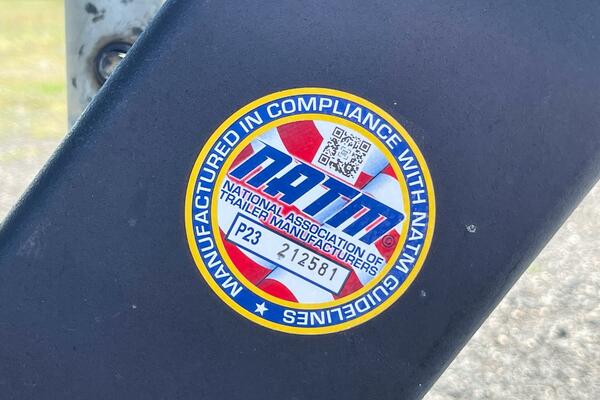 MANUFACTURED IN COMPLIANCE WITH NATM GUIDELINES
NATM
NATIONAL ASSOCIATION OF
TRAILER MANUFACTURERS
P23 212581